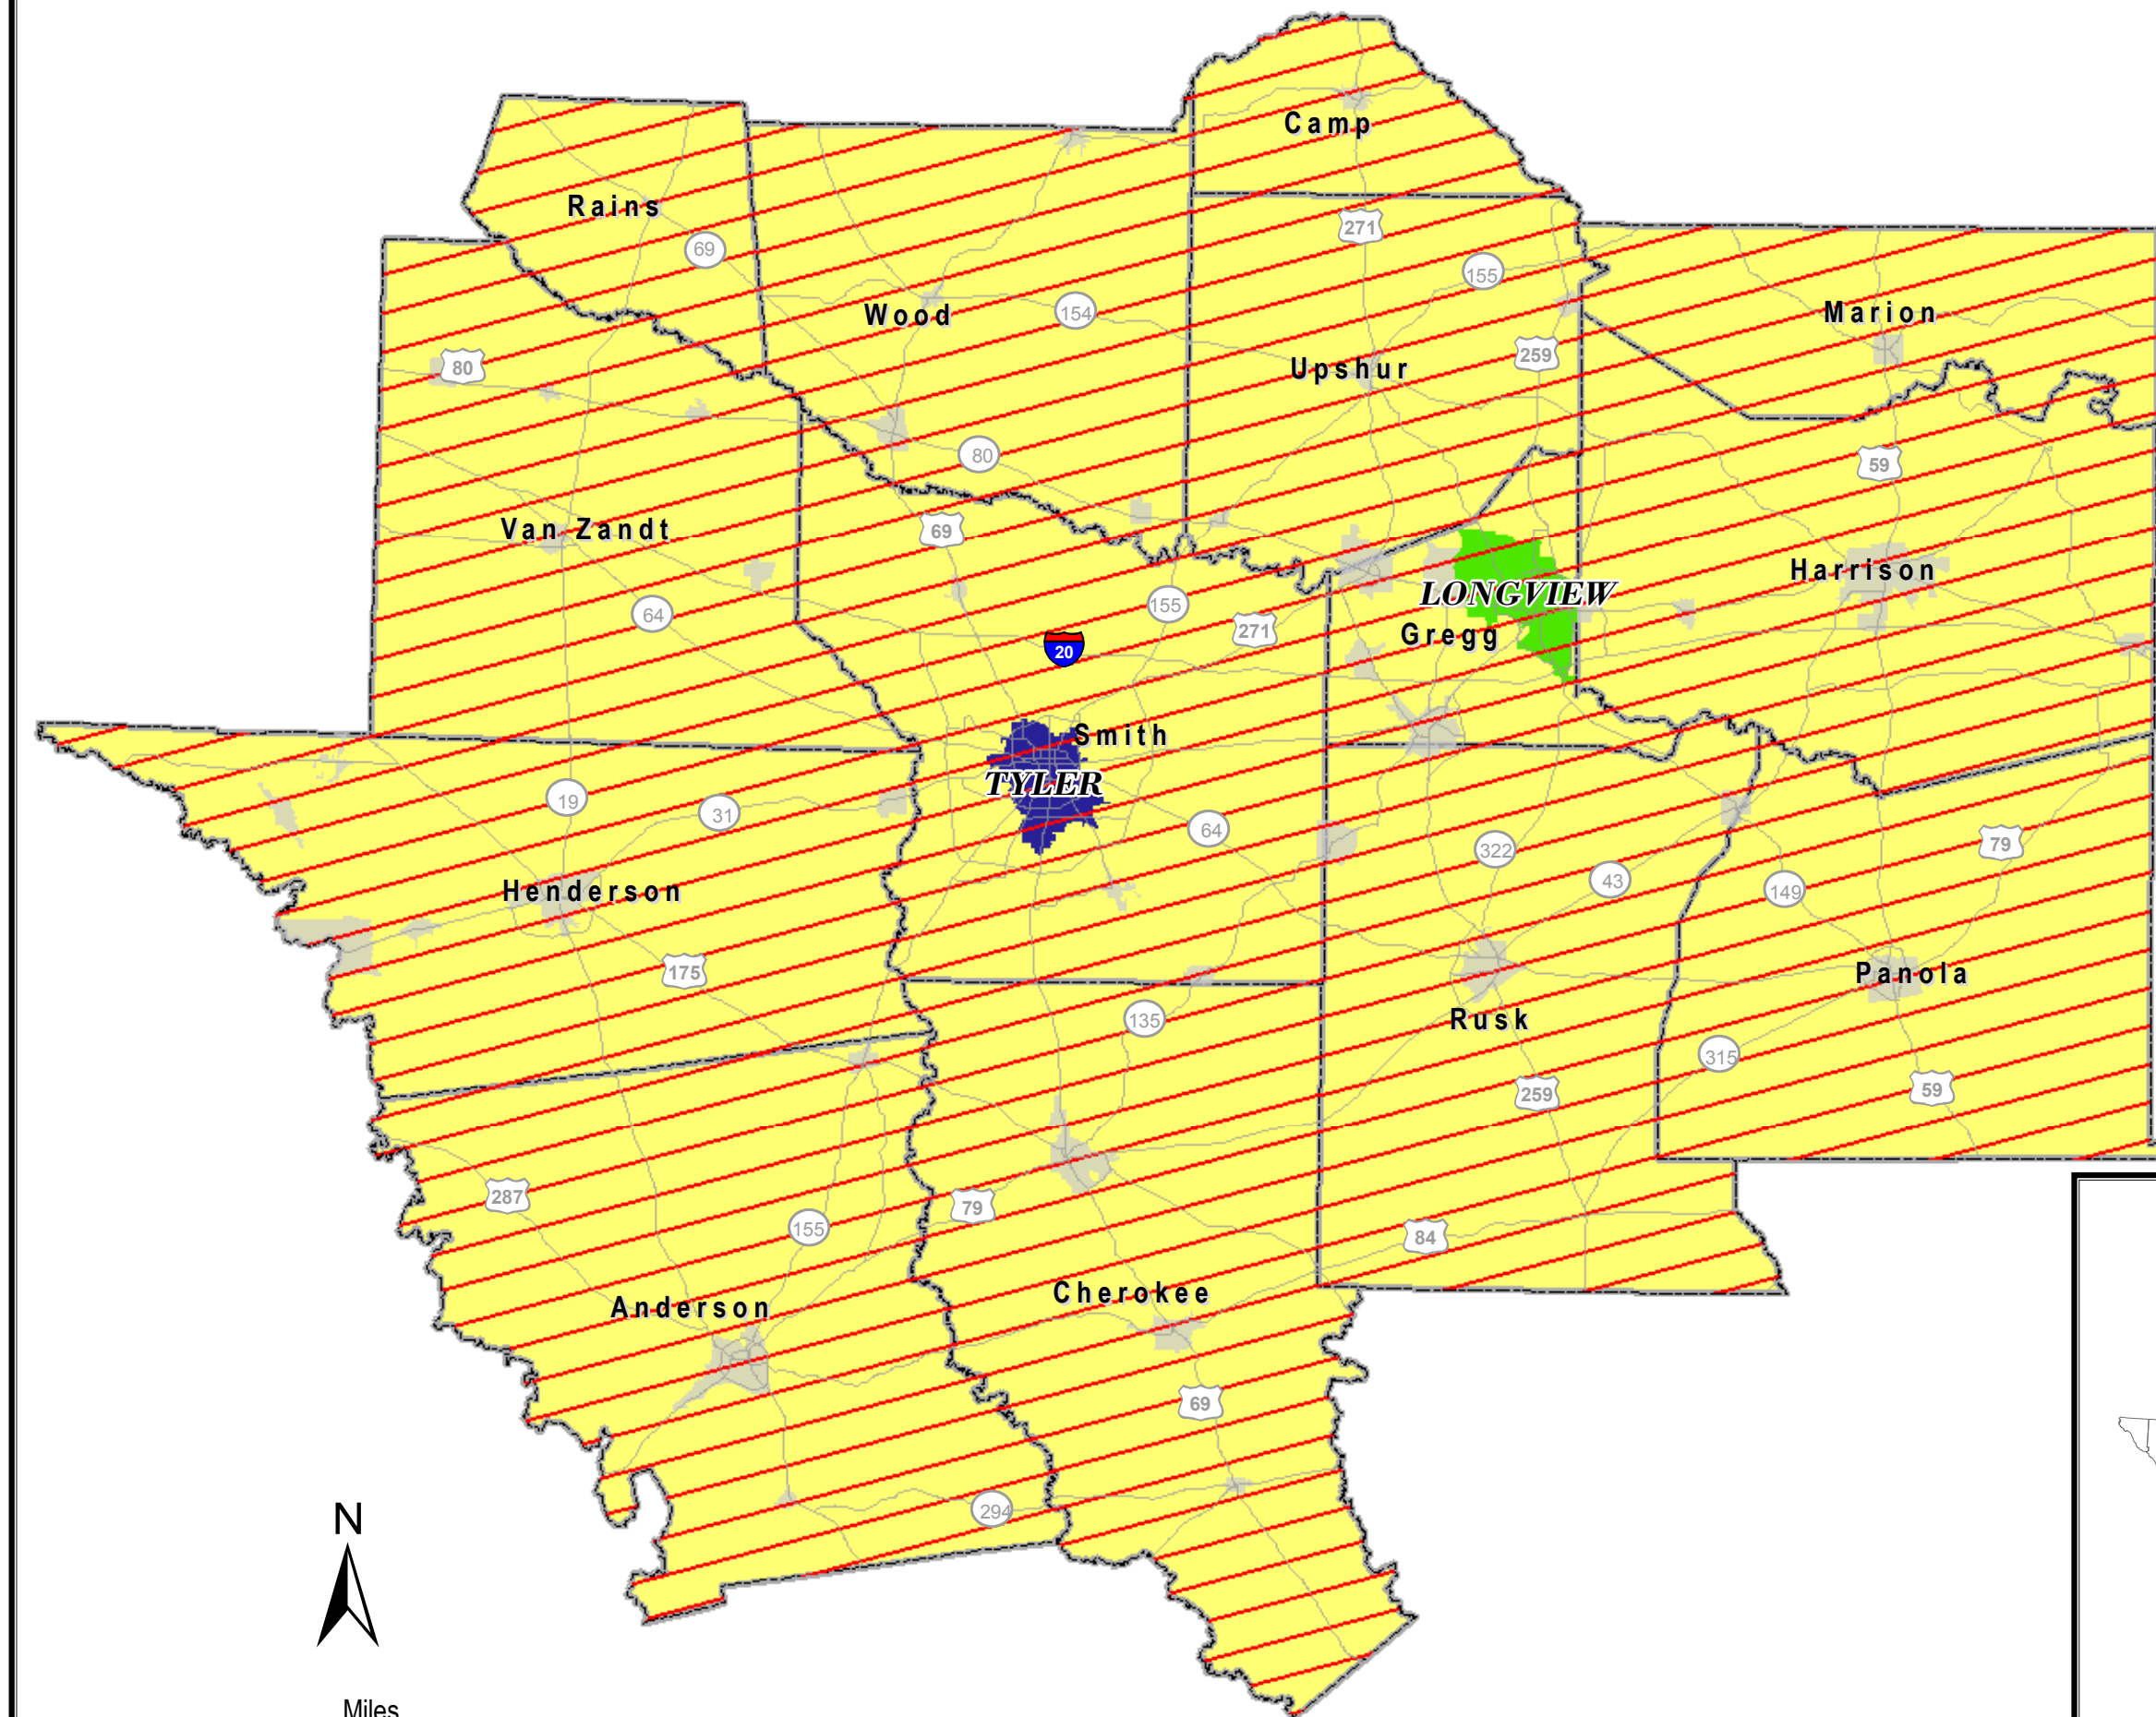 Camp
Rains
271
69
155
Wood
154
Marion
259
Upshur
80
80
59
Van Zandt
69
Harrison
LONGVIEW
155
64
271
Gregg
20
Smith
TYLER
19
31
64
79
322
43
149
Henderson
175
Panola
135
Rusk
315
259
59
287
79
155
84
Cherokee
Anderson
69
294
N
Miles